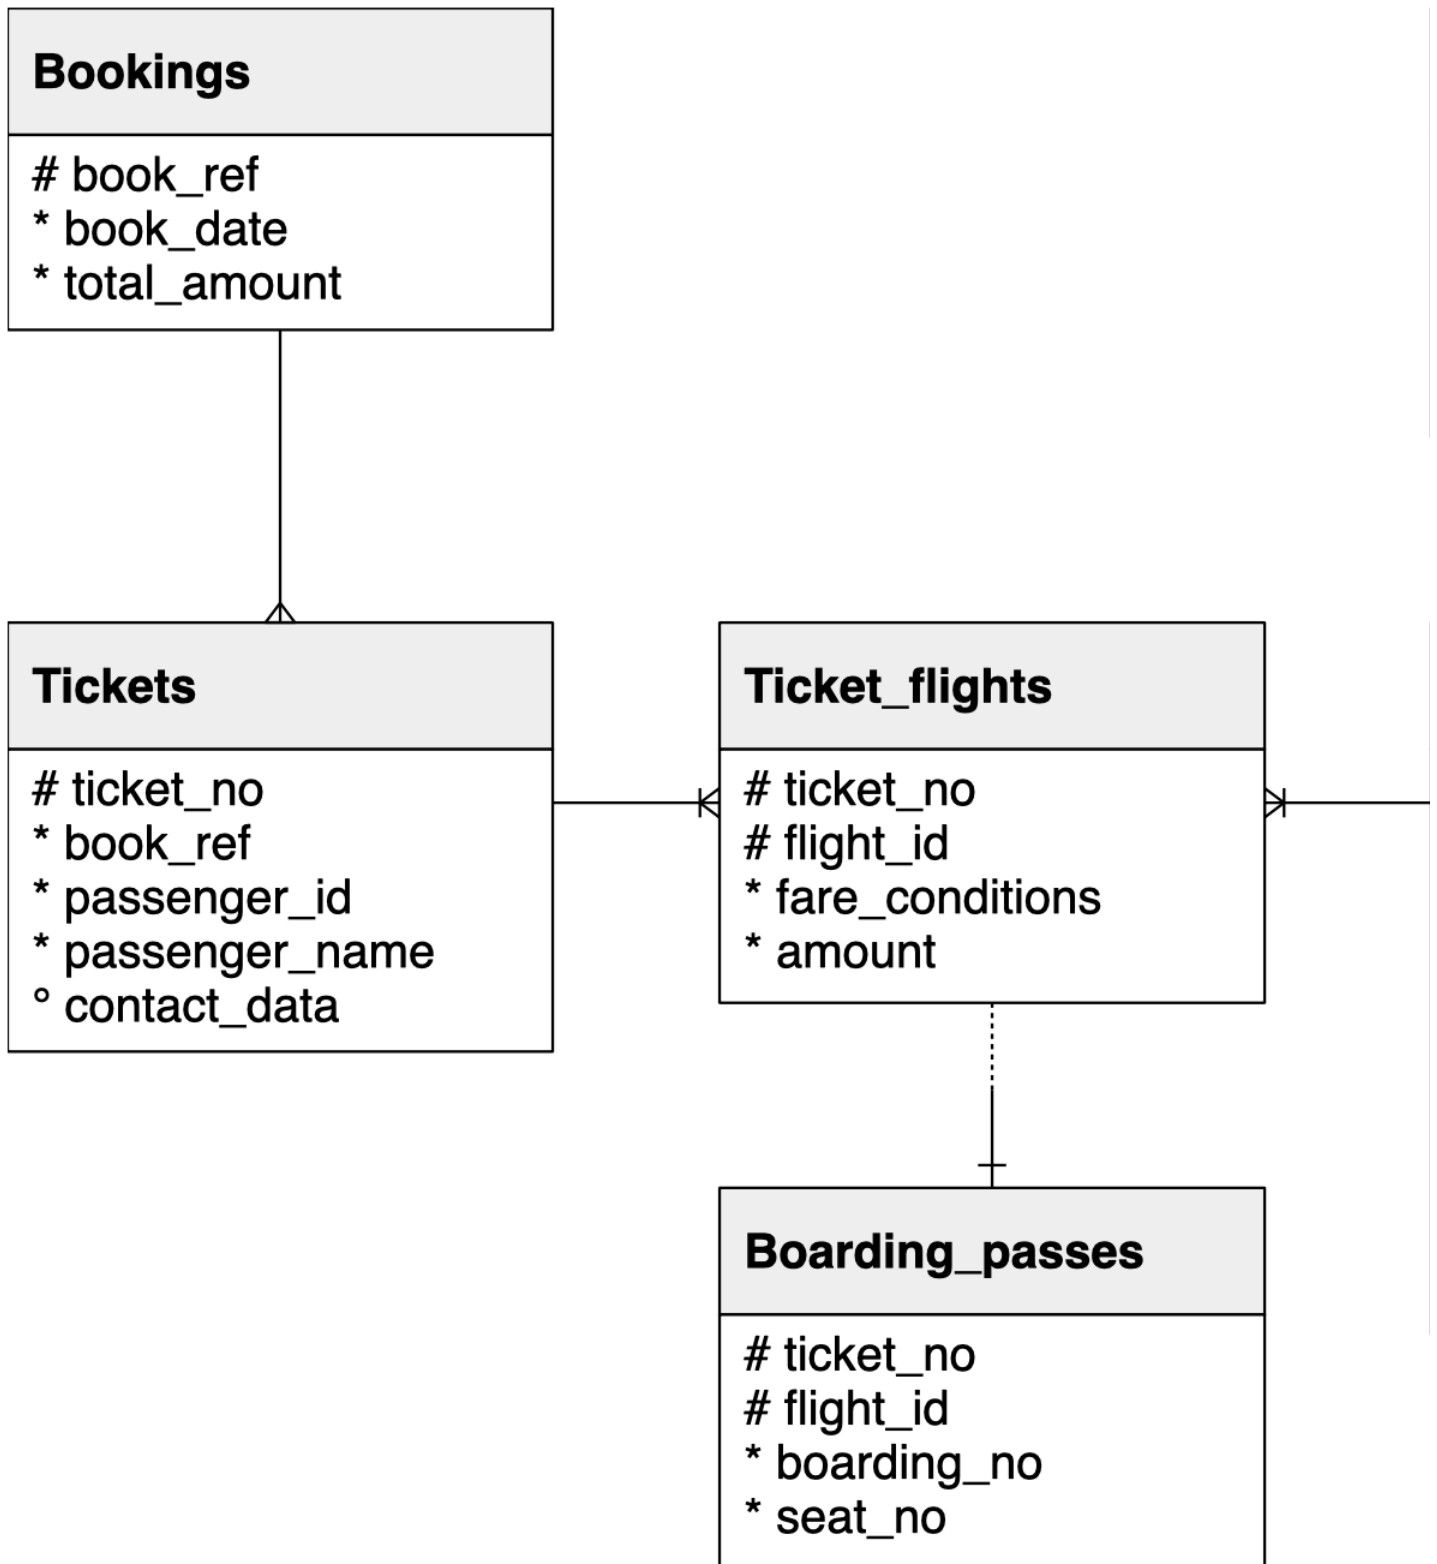 Bookings
# book_ref
* book_date
* total_amount
Tickets
# ticket_no
* book_ref
* passenger_id
* passenger_name
° contact_data
Ticket_flights
# ticket_no
# flight_id
* fare_conditions
* amount
Boarding_passes
# ticket_no
# flight_id
* boarding_no
* seat_no